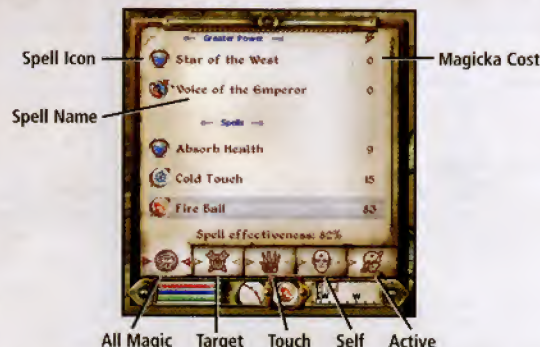 Greater Power
Spell Icon
Star of the West 0
Magicka Cost
Voice of the Emperor 0
Spell Name
Spells
Absorb Health 9
Cold Touch 15
Fire Ball 83
Spell effectiveness: 82%
W
All Magic Target Touch Self Active